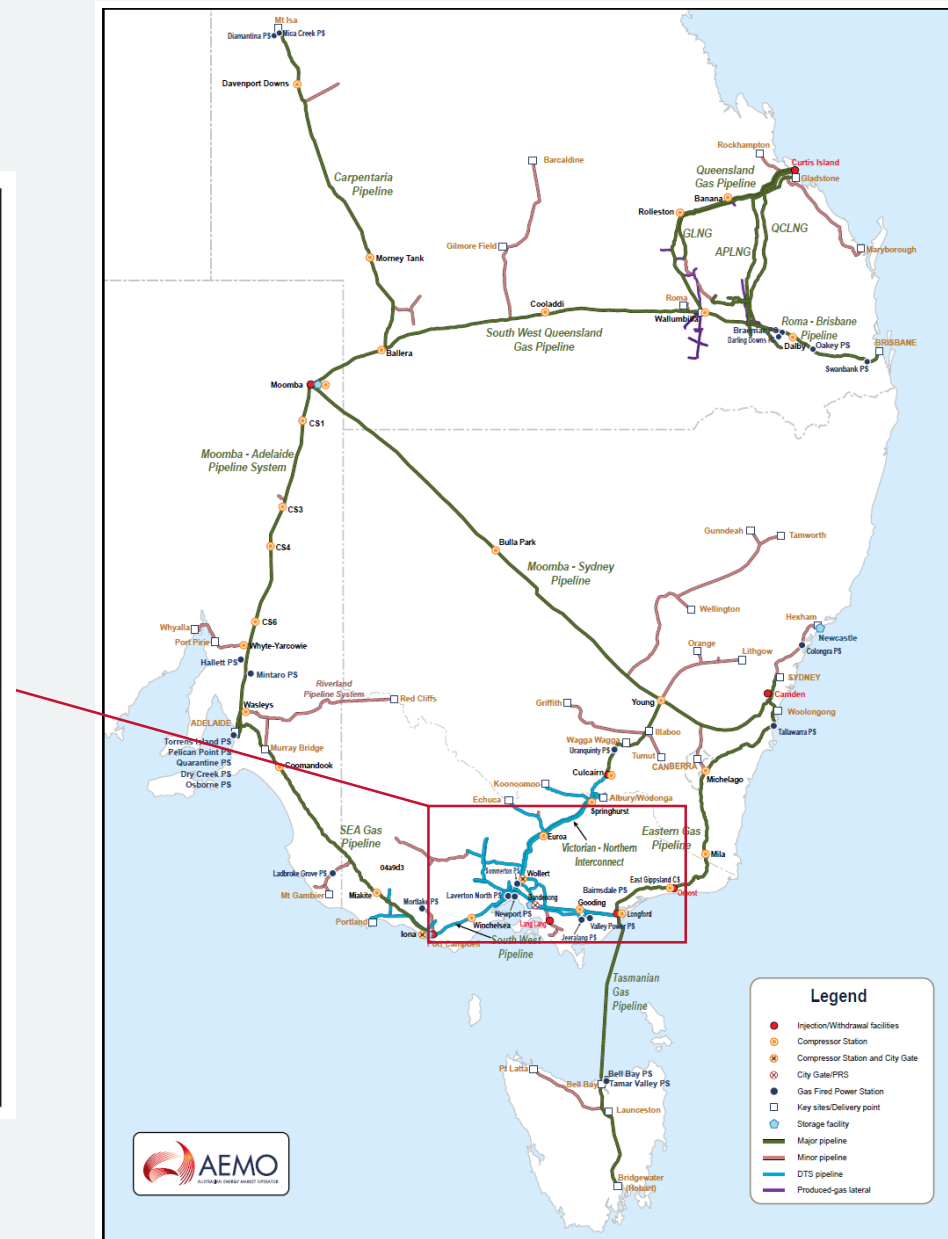 Mt Isa
Diamantina PS
Mica Creek PS
Davenport Downs
Carpentaria
Pipeline
Barcaldine
Rockhampton
Curtis Island
Queensland
Gas Pipeline
Gladstone
Banana
Rolleston
GLNG
QCLNG
APLNG
Maryborough
Gilmore Field
Morney Tank
Cooladdi
Roma
Wallumbilla
South West Queensland
Gas Pipeline
Roma - Brisbane
Pipeline
Darling Downs PS
Dalby
Oakey PS
BRISBANE
Swanbank PS
Ballera
Moomba
CS1
Moomba - Adelaide
Pipeline System
CS3
CS4
Bulla Park
Moomba - Sydney
Pipeline
Gunndeah
Tamworth
Wellington
Hexham
Newcastle
Colongra PS
CS6
Whyalla
Port Pirie
Whyte-Yarcowie
Hallett PS
Mintaro PS
Orange
Lithgow
SYDNEY
Camden
Woolongong
Tallawarra PS
Riverland
Pipeline System
Red Cliffs
Wasleys
ADELAIDE
Torrens Island PS
Pelican Point PS
Quarantine PS
Dry Creek PS
Osborne PS
Murray Bridge
Coomandook
Griffith
Young
Illaboo
Wagga Wagga
Uranquinty PS
Tumut
CANBERRA
Michelago
Culcairn
Koonoomoo
Echuca
Albury/Wodonga
Springhurst
SEA Gas
Pipeline
04a9d3
Euroa
Victorian - Northern
Interconnect
Eastern Gas
Pipeline
Mila
Ladbroke Grove PS
Mt Gambier
Miakite
Mortlake PS
Portland
Iona
Port Campbell
Sommerton PS
Wollert
Laverton North PS
Dandenong
Newport PS
Winchelsea
South West
Pipeline
Lang Lang
Gooding
Jeeralang PS
Valley Power PS
Bairnsdale PS
East Gippsland CS
Orbost
Longford
Tasmanian
Gas
Pipeline
Pt Latta
Bell Bay PS
Bell Bay
Tamar Valley PS
Launceston
Bridgewater
(Hobart)
Legend
Injection/Withdrawal facilities
Compressor Station
Compressor Station and City Gate
City Gate/PRS
Gas Fired Power Station
Key sites/Delivery point
Storage facility
Major pipeline
Minor pipeline
DTS pipeline
Produced-gas lateral
AEMO
AUSTRALIAN ENERGY MARKET OPERATOR